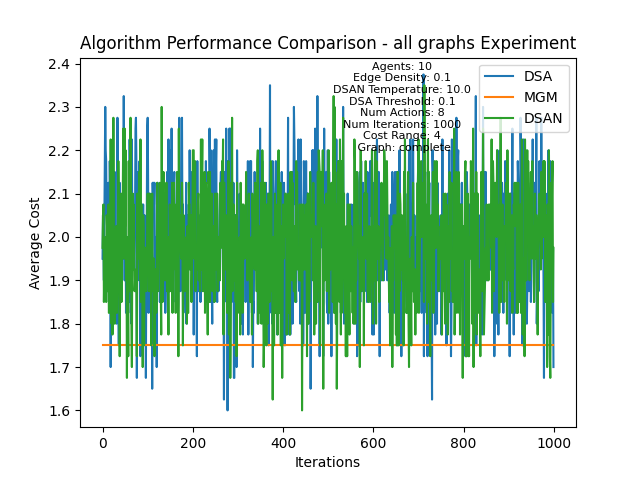 Algorithm Performance Comparison - all graphs Experiment
Agents: 10
Edge Density: 0.1
DSAN Temperature: 10.0
DSA Threshold: 0.1
Num Actions: 8
Num Iterations: 1000
Cost Range: 4
Graph: complete
DSA
MGM
DSAN
Average Cost
2.4
2.3
2.2
2.1
2.0
1.9
1.8
1.7
1.6
0
200
400
600
800
1000
Iterations